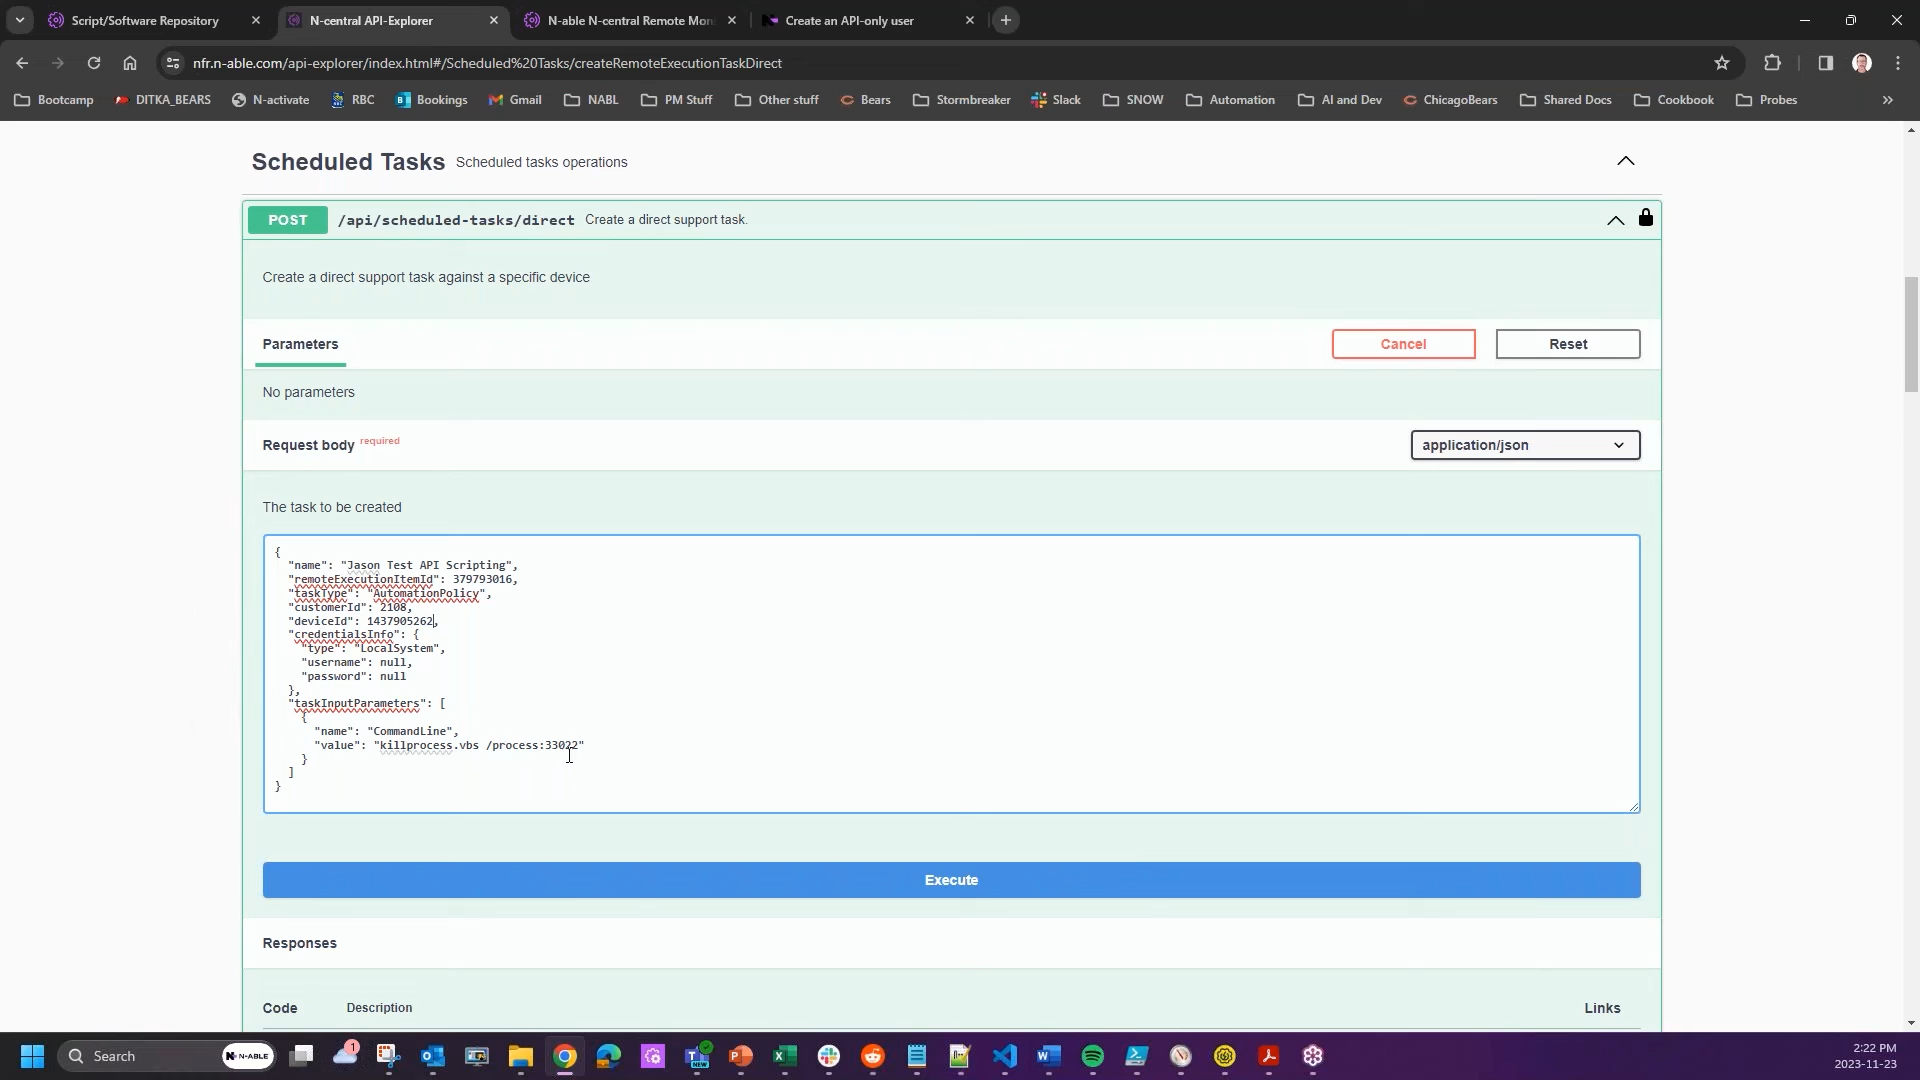 Script/Software Repository
N-central API-Explorer
N-able N-central Remote Mon
Create an API-only user
nfr.n-able.com/api-explorer/index.html#/Scheduled%20Tasks/createRemoteExecutionTaskDirect
Bootcamp
DITKA_BEARS
N-activate
RBC
Bookings
Gmail
NABL
PM Stuff
Other stuff
Bears
Stormbreaker
Slack
SNOW
Automation
AI and Dev
ChicagoBears
Shared Docs
Cookbook
Probes
»
Scheduled Tasks Scheduled tasks operations
POST /api/scheduled-tasks/direct Create a direct support task.
Create a direct support task against a specific device
Parameters
Cancel
Reset
No parameters
Request body required
application/json
The task to be created
{
"name": "Jason Test API Scripting",
"remoteExecutionItemId": 379793016,
"taskType": "AutomationPolicy",
"customerId": 2108,
"deviceId": 1437905262,
"credentialsInfo": {
"type": "LocalSystem",
"username": null,
"password": null
},
"taskInputParameters": [
{
"name": "CommandLine",
"value": "killprocess.vbs /process:33022"
}
]
}
Execute
Responses
Code
Description
Links
Search
N-ABLE
1
NEW
2:22 PM
2023-11-23